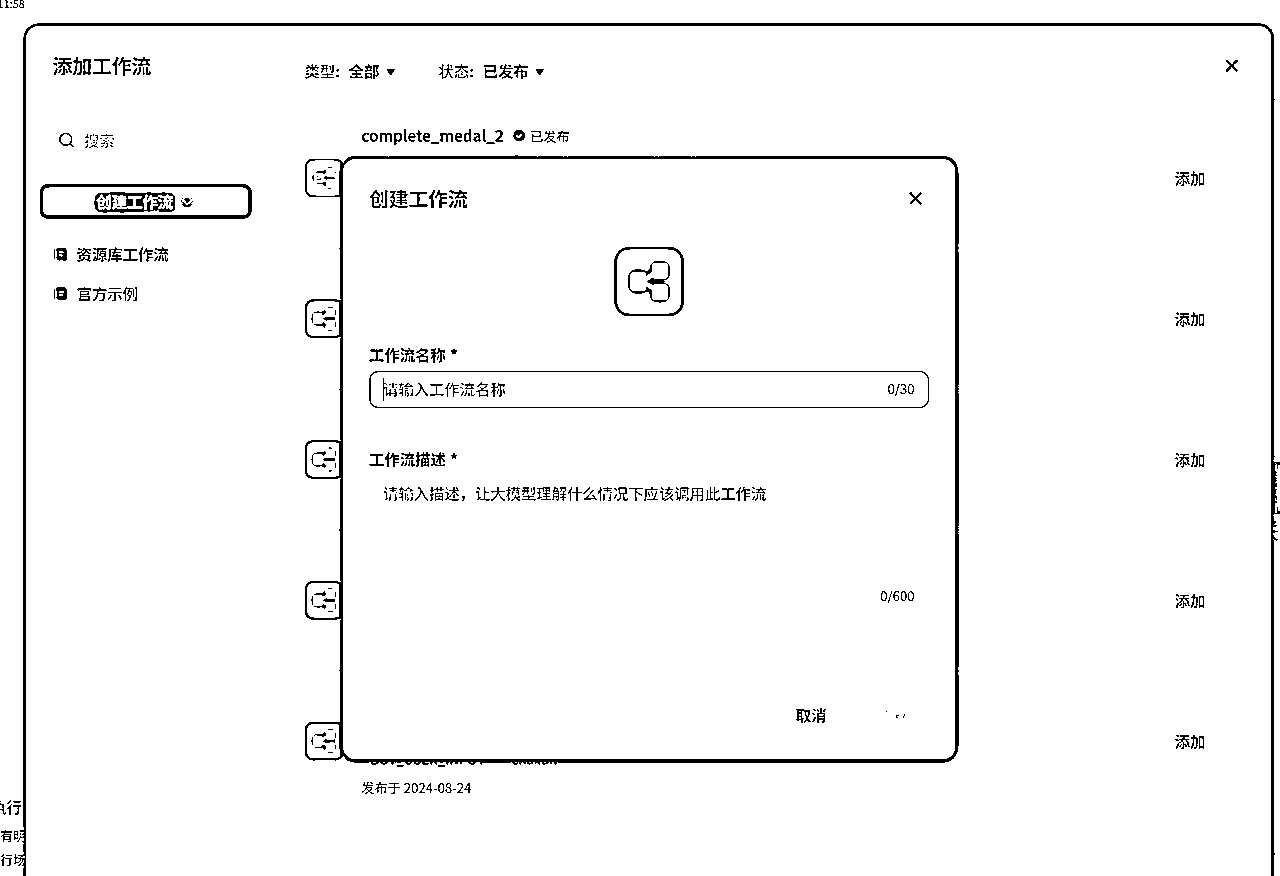 11:58
添加工作流
类型: 全部
状态: 已发布
搜索
complete_medal_2 已发布
创建工作流
资源库工作流
官方示例
添加
添加
添加
添加
添加
创建工作流
工作流名称 *
请输入工作流名称 0/30
工作流描述 *
请输入描述，让大模型理解什么情况下应该调用此工作流
0/600
取消
发布于 2024-08-24
执行
有明
行场